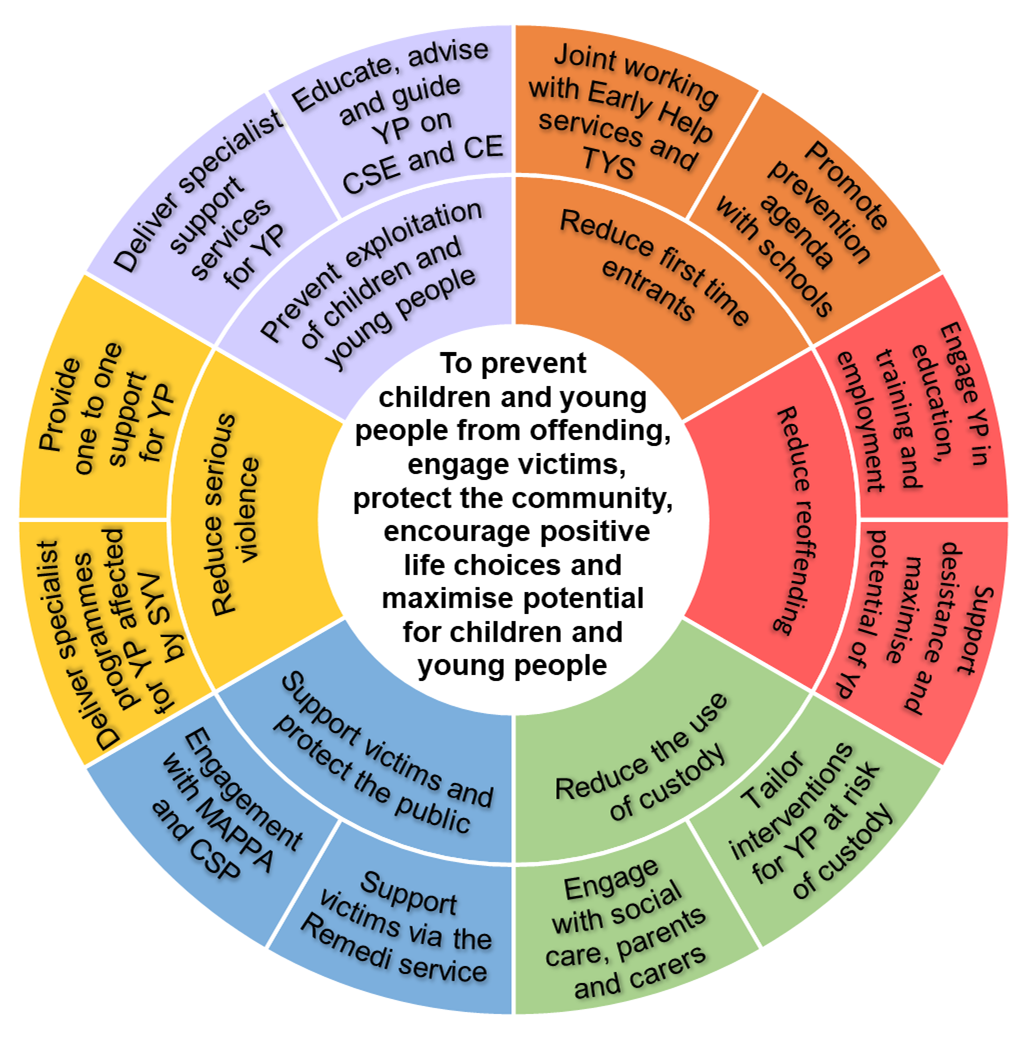 To prevent
children and young
people from offending,
engage victims,
protect the community,
encourage positive
life choices and
maximise potential
for children and
young people
Reduce first time
entrants
Joint working
with Early Help
services and
TYS
Promote
prevention
agenda
with schools
Reduce reoffending
Engage YP in
education,
training and
employment
Support
desistance and
maximise
potential of YP
Reduce the use
of custody
Tailor
interventions
for YP at risk
of custody
Engage
with social
care, parents
and carers
Support victims and
protect the public
Support
victims via the
Remedi service
Engagement
with MAPPA
and CSP
Reduce serious
violence
Deliver specialist
programmes
for YP affected
by SYV
Provide
one to one
support
for YP
Prevent exploitation
of children and
young people
Deliver specialist
support
services
for YP
Educate, advise
and guide
YP on
CSE and CE